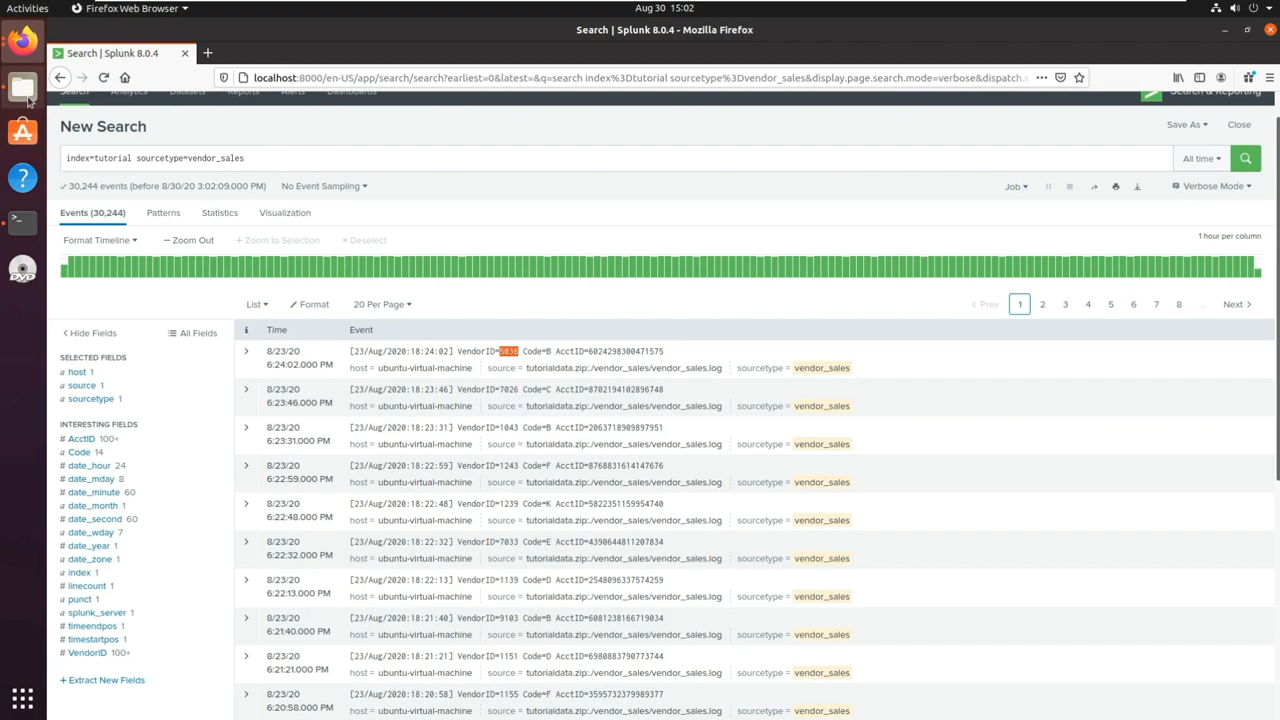 Activities
Firefox Web Browser
Aug 30 15:02
Search | Splunk 8.0.4 - Mozilla Firefox
Search | Splunk 8.0.4
localhost:8000/en-US/app/search/search?earliest=0&latest=&q=search index%3Dtutorial sourcetype%3Dvendor_sales&display.page.search.mode=verbose&dispatch.s
Search Analytics Datasets Reports Alerts Dashboards Search & Reporting
New Search
Save As Close
index=tutorial sourcetype=vendor_sales
All time
30,244 events (before 8/30/20 3:02:09.000 PM) No Event Sampling
Job Verbose Mode
Events (30,244) Patterns Statistics Visualization
Format Timeline — Zoom Out + Zoom to Selection × Deselect
1 hour per column
DVD
List Format 20 Per Page
Prev 1 2 3 4 5 6 7 8 ... Next
Hide Fields All Fields
i Time Event
SELECTED FIELDS
a host 1
a source 1
a sourcetype 1
INTERESTING FIELDS
# AcctID 100+
a Code 14
# date_hour 24
# date_mday 8
# date_minute 60
a date_month 1
# date_second 60
a date_wday 7
# date_year 1
a date_zone 1
a index 1
# linecount 1
a punct 1
a splunk_server 1
# timeendpos 1
# timestartpos 1
# VendorID 100+
+ Extract New Fields
8/23/20
6:24:02.000 PM
[23/Aug/2020:18:24:02] VendorID=5036 Code=B AcctID=6024298300471575
host = ubuntu-virtual-machine source = tutorialdata.zip:./vendor_sales/vendor_sales.log sourcetype = vendor_sales
8/23/20
6:23:46.000 PM
[23/Aug/2020:18:23:46] VendorID=7026 Code=C AcctID=8702194102896748
host = ubuntu-virtual-machine source = tutorialdata.zip:./vendor_sales/vendor_sales.log sourcetype = vendor_sales
8/23/20
6:23:31.000 PM
[23/Aug/2020:18:23:31] VendorID=1043 Code=B AcctID=2063718909897951
host = ubuntu-virtual-machine source = tutorialdata.zip:./vendor_sales/vendor_sales.log sourcetype = vendor_sales
8/23/20
6:22:59.000 PM
[23/Aug/2020:18:22:59] VendorID=1243 Code=F AcctID=8768831614147676
host = ubuntu-virtual-machine source = tutorialdata.zip:./vendor_sales/vendor_sales.log sourcetype = vendor_sales
8/23/20
6:22:48.000 PM
[23/Aug/2020:18:22:48] VendorID=1239 Code=K AcctID=5822351159954740
host = ubuntu-virtual-machine source = tutorialdata.zip:./vendor_sales/vendor_sales.log sourcetype = vendor_sales
8/23/20
6:22:32.000 PM
[23/Aug/2020:18:22:32] VendorID=7033 Code=E AcctID=4390644811207834
host = ubuntu-virtual-machine source = tutorialdata.zip:./vendor_sales/vendor_sales.log sourcetype = vendor_sales
8/23/20
6:22:13.000 PM
[23/Aug/2020:18:22:13] VendorID=1139 Code=D AcctID=2548096337574259
host = ubuntu-virtual-machine source = tutorialdata.zip:./vendor_sales/vendor_sales.log sourcetype = vendor_sales
8/23/20
6:21:40.000 PM
[23/Aug/2020:18:21:40] VendorID=9103 Code=B AcctID=6081238166719034
host = ubuntu-virtual-machine source = tutorialdata.zip:./vendor_sales/vendor_sales.log sourcetype = vendor_sales
8/23/20
6:21:21.000 PM
[23/Aug/2020:18:21:21] VendorID=1151 Code=D AcctID=6980883790773744
host = ubuntu-virtual-machine source = tutorialdata.zip:./vendor_sales/vendor_sales.log sourcetype = vendor_sales
8/23/20
6:20:58.000 PM
[23/Aug/2020:18:20:58] VendorID=1155 Code=F AcctID=3595732379989377
host = ubuntu-virtual-machine source = tutorialdata.zip:./vendor_sales/vendor_sales.log sourcetype = vendor_sales